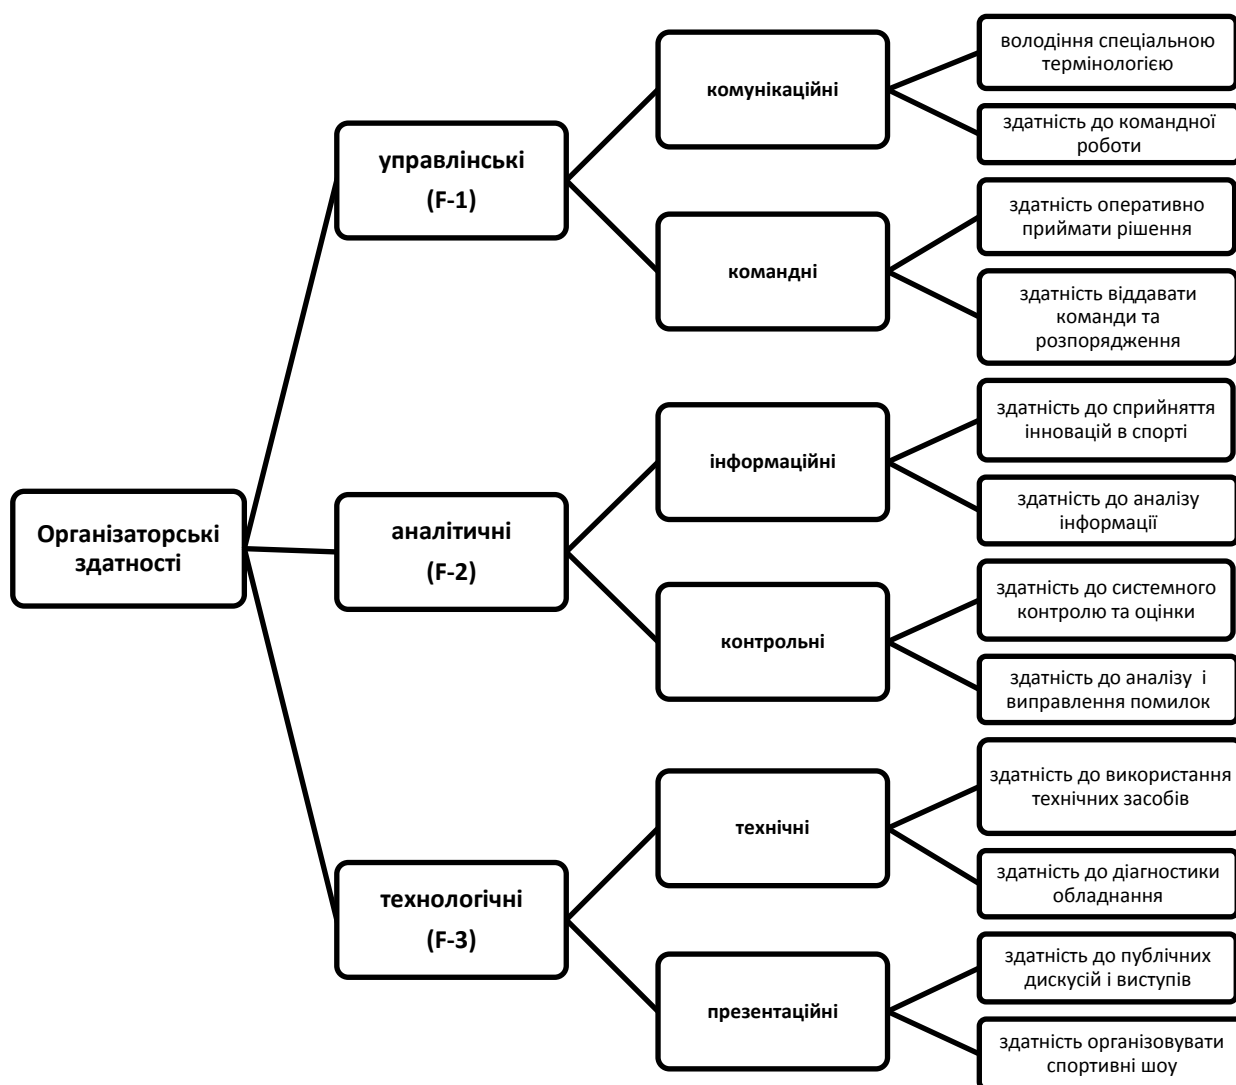 Організаторські
здатності
управлінські
(F-1)
комунікаційні
володіння спеціальною
термінологією
здатність до командної
роботи
командні
здатність оперативно
приймати рішення
здатність віддавати
команди та
розпорядження
аналітичні
(F-2)
інформаційні
здатність до сприйняття
інновацій в спорті
здатність до аналізу
інформації
контрольні
здатність до системного
контролю та оцінки
здатність до аналізу і
виправлення помилок
технологічні
(F-3)
технічні
здатність до використання
технічних засобів
здатність до діагностики
обладнання
презентаційні
здатність до публічних
дискусій і виступів
здатність організовувати
спортивні шоу